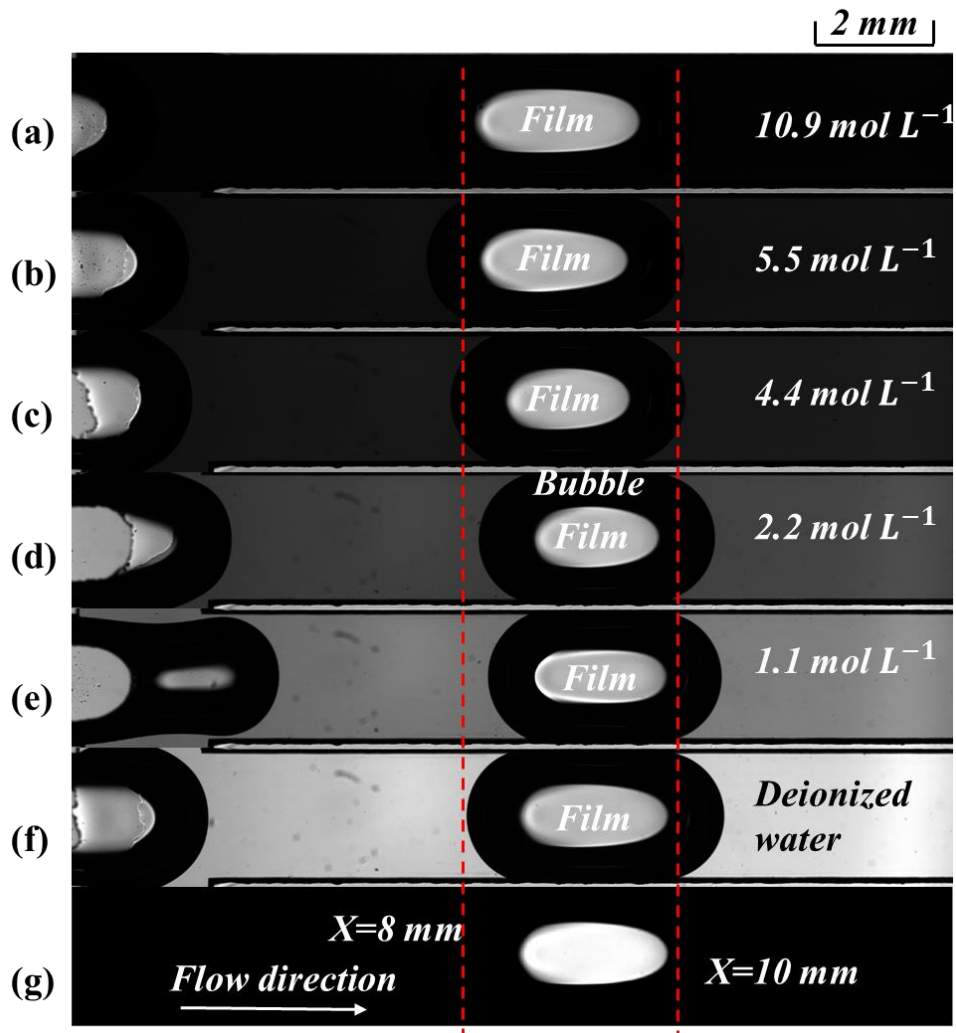 2 mm
(a)
Film
10.9 mol L⁻¹
(b)
Film
5.5 mol L⁻¹
(c)
Film
4.4 mol L⁻¹
Bubble
(d)
Film
2.2 mol L⁻¹
(e)
Film
1.1 mol L⁻¹
(f)
Film
Deionized
water
(g)
X=8 mm
X=10 mm
Flow direction